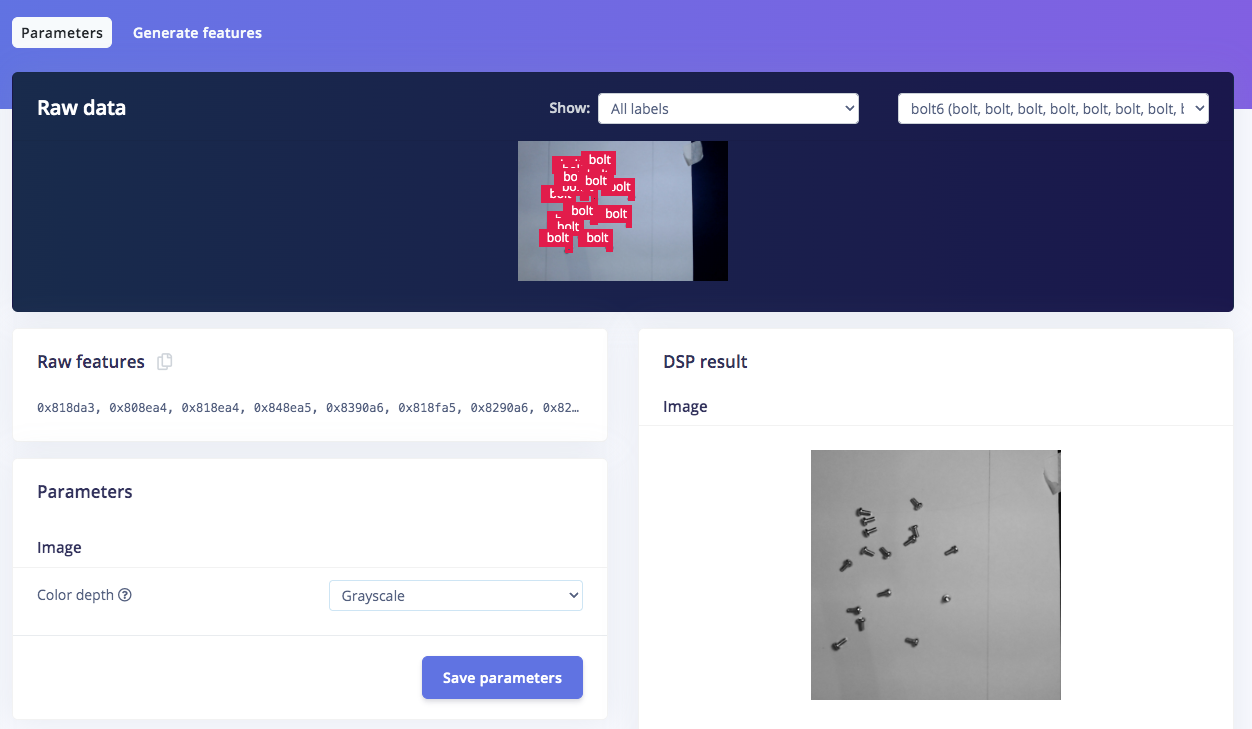 Parameters
Generate features
Raw data
Show:
All labels
bolt6 (bolt, bolt, bolt, bolt, bolt, bolt, bolt, b
bolt
bolt
bolt
bolt
bolt
bolt
bolt
bolt
bolt
bolt
Raw features
0x818da3, 0x808ea4, 0x818ea4, 0x848ea5, 0x8390a6, 0x818fa5, 0x8290a6, 0x82…
DSP result
Image
Parameters
Image
Color depth
Grayscale
Save parameters